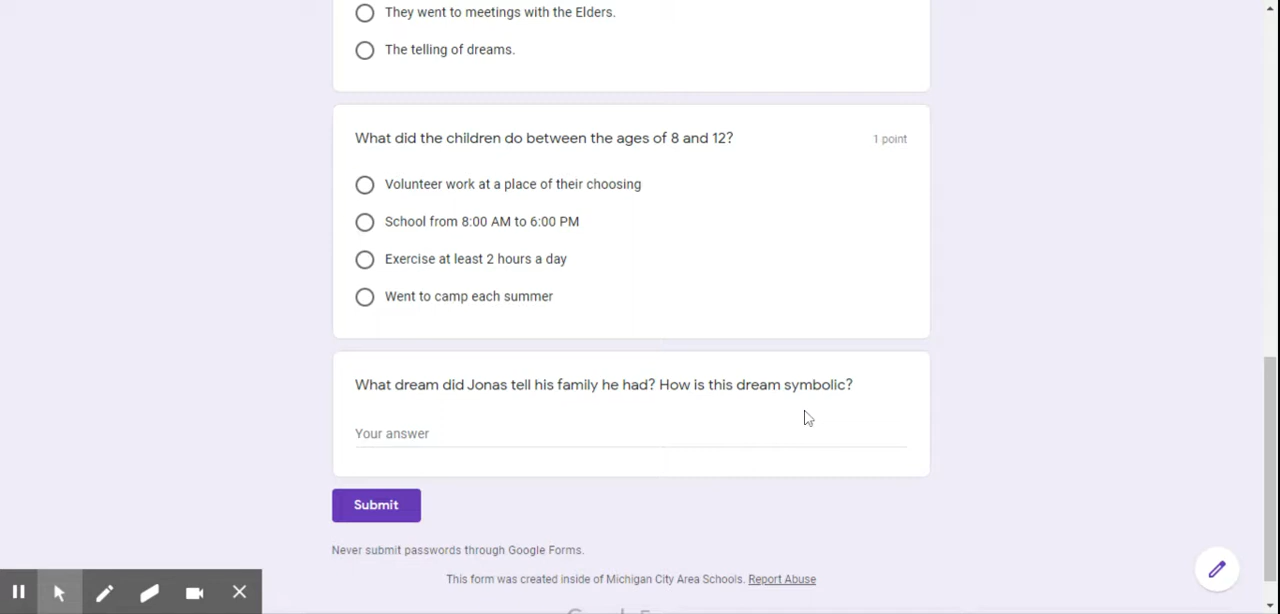 They went to meetings with the Elders.
The telling of dreams.
What did the children do between the ages of 8 and 12?
1 point
Volunteer work at a place of their choosing
School from 8:00 AM to 6:00 PM
Exercise at least 2 hours a day
Went to camp each summer
What dream did Jonas tell his family he had? How is this dream symbolic?
Your answer
Submit
Never submit passwords through Google Forms.
This form was created inside of Michigan City Area Schools. Report Abuse